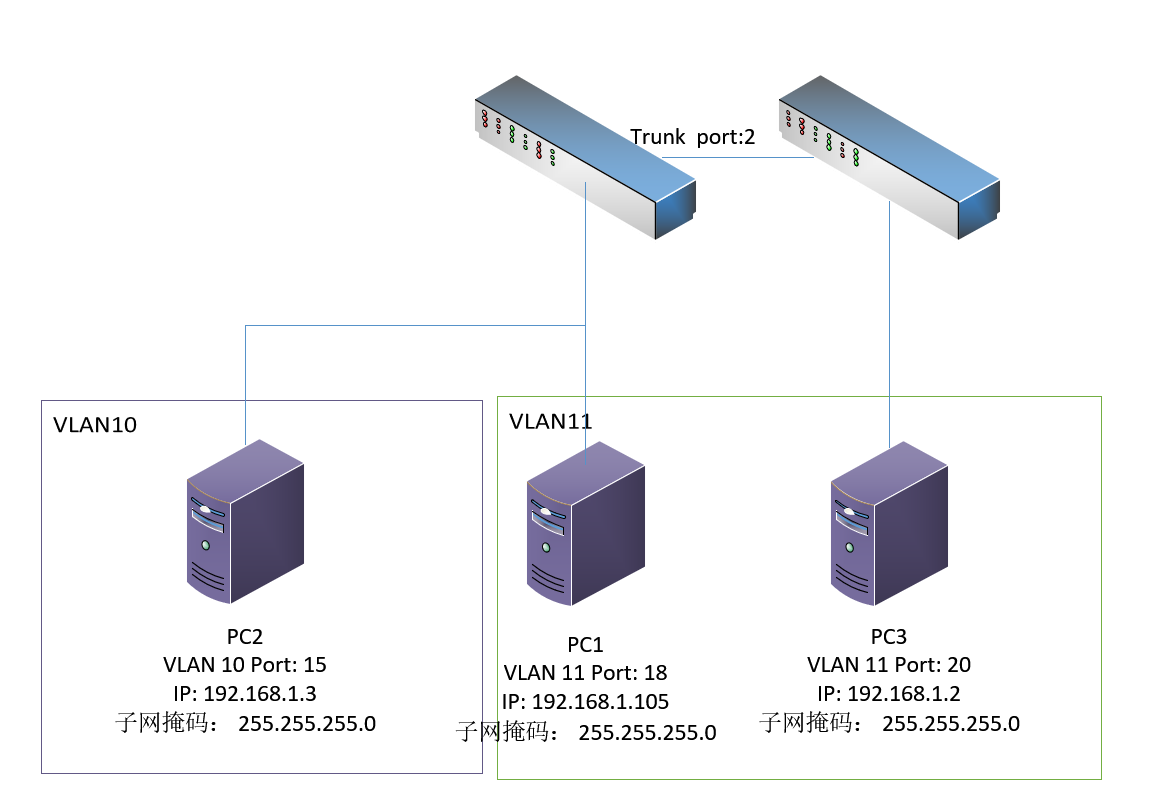 Trunk port:2
VLAN10
VLAN11
PC2
VLAN 10 Port: 15
IP: 192.168.1.3
子网掩码： 255.255.255.0
PC1
VLAN 11 Port: 18
IP: 192.168.1.105
子网掩码： 255.255.255.0
PC3
VLAN 11 Port: 20
IP: 192.168.1.2
子网掩码： 255.255.255.0